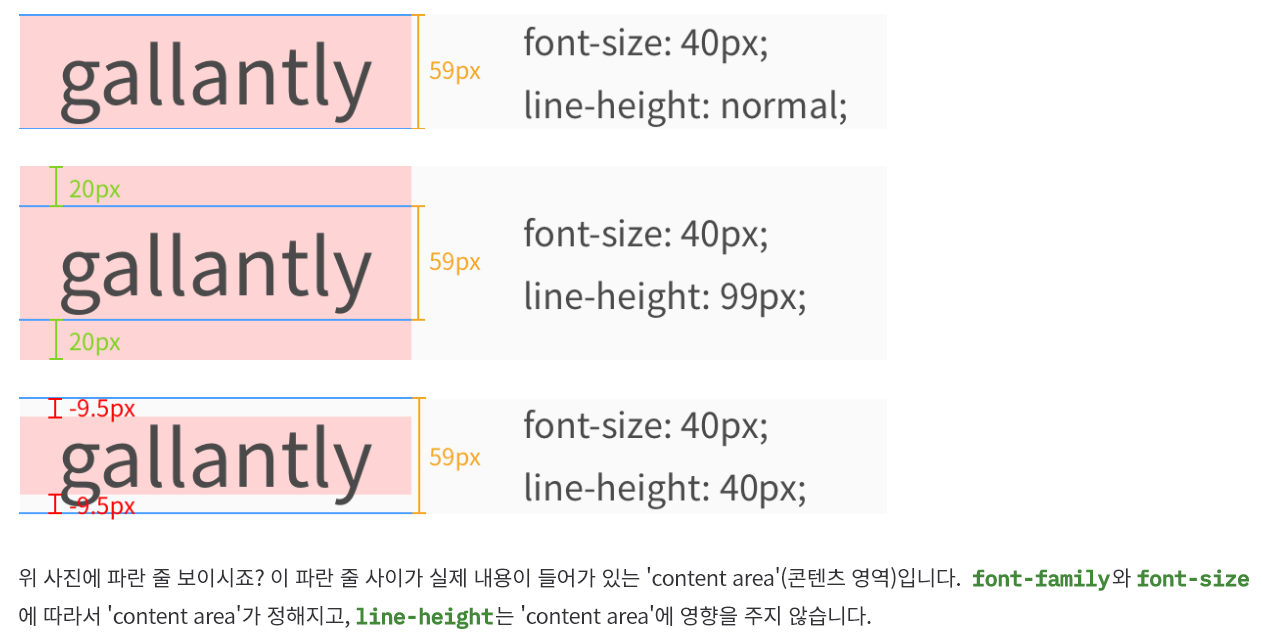 gallantly
59px
font-size: 40px;
line-height: normal;
20px
gallantly
59px
20px
font-size: 40px;
line-height: 99px;
-9.5px
gallantly
59px
-9.5px
font-size: 40px;
line-height: 40px;
위 사진에 파란 줄 보이시죠? 이 파란 줄 사이가 실제 내용이 들어가 있는 'content area'(콘텐츠 영역)입니다. font-family와 font-size
에 따라서 'content area'가 정해지고, line-height는 'content area'에 영향을 주지 않습니다.